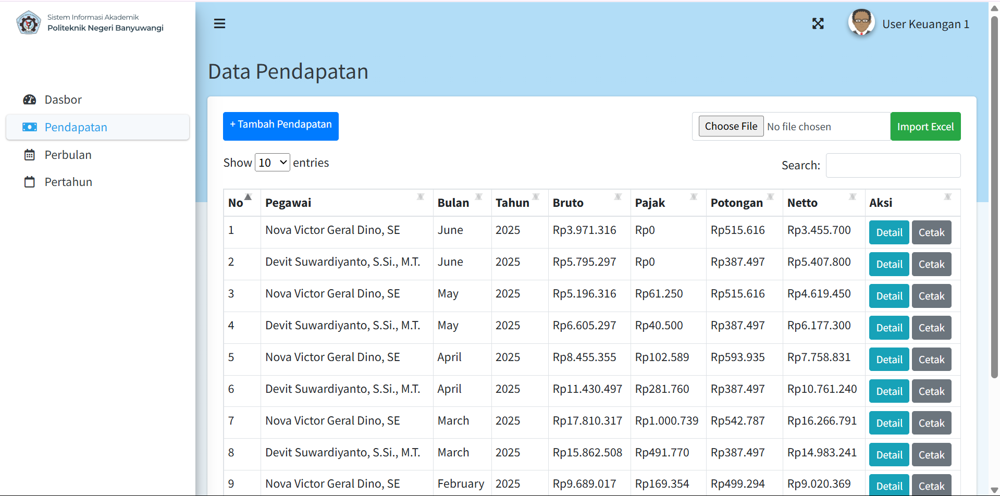 Sistem Informasi Akademik
Politeknik Negeri Banyuwangi
User Keuangan 1
Dasbor
Pendapatan
Perbulan
Pertahun
Data Pendapatan
+ Tambah Pendapatan
Choose File No file chosen Import Excel
Show 10 entries
Search:
No Pegawai Bulan Tahun Bruto Pajak Potongan Netto Aksi
1 Nova Victor Geral Dino, SE June 2025 Rp3.971.316 Rp0 Rp515.616 Rp3.455.700 Detail Cetak
2 Devit Suwardiyanto, S.Si., M.T. June 2025 Rp5.795.297 Rp0 Rp387.497 Rp5.407.800 Detail Cetak
3 Nova Victor Geral Dino, SE May 2025 Rp5.196.316 Rp61.250 Rp515.616 Rp4.619.450 Detail Cetak
4 Devit Suwardiyanto, S.Si., M.T. May 2025 Rp6.605.297 Rp40.500 Rp387.497 Rp6.177.300 Detail Cetak
5 Nova Victor Geral Dino, SE April 2025 Rp8.455.355 Rp102.589 Rp593.935 Rp7.758.831 Detail Cetak
6 Devit Suwardiyanto, S.Si., M.T. April 2025 Rp11.430.497 Rp281.760 Rp387.497 Rp10.761.240 Detail Cetak
7 Nova Victor Geral Dino, SE March 2025 Rp17.810.317 Rp1.000.739 Rp542.787 Rp16.266.791 Detail Cetak
8 Devit Suwardiyanto, S.Si., M.T. March 2025 Rp15.862.508 Rp491.770 Rp387.497 Rp14.983.241 Detail Cetak
9 Nova Victor Geral Dino, SE February 2025 Rp9.689.017 Rp169.354 Rp499.294 Rp9.020.369 Detail Cetak